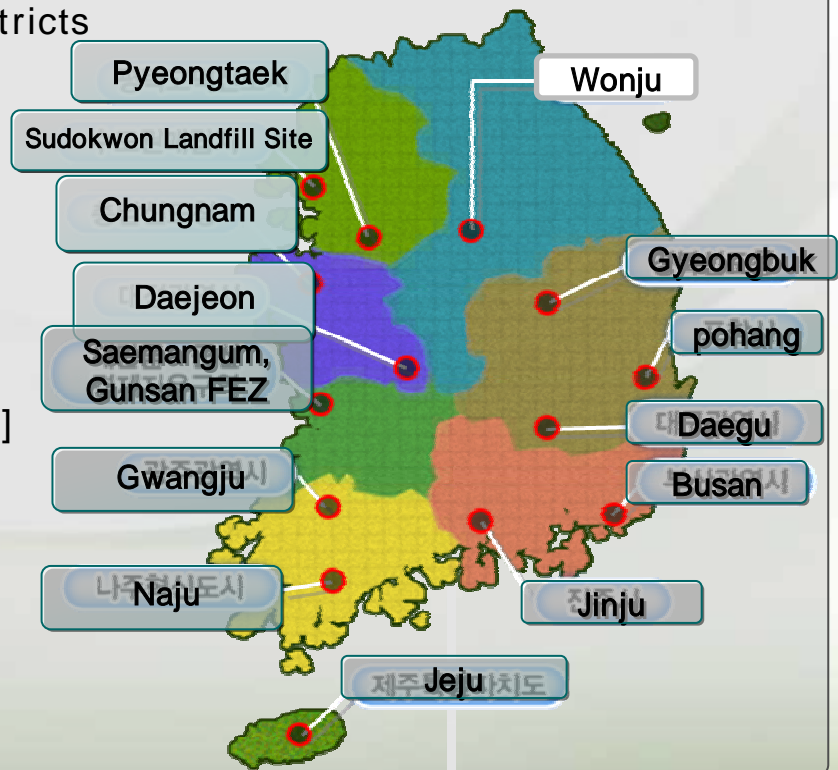 tricts
Pyeongtaek
Wonju
Sudokwon Landfill Site
Chungnam
Gyeongbuk
Daejeon
pohang
Saemangum,
Gunsan FEZ
]
Daegu
Gwangju
Busan
Naju
Jinju
Jeju